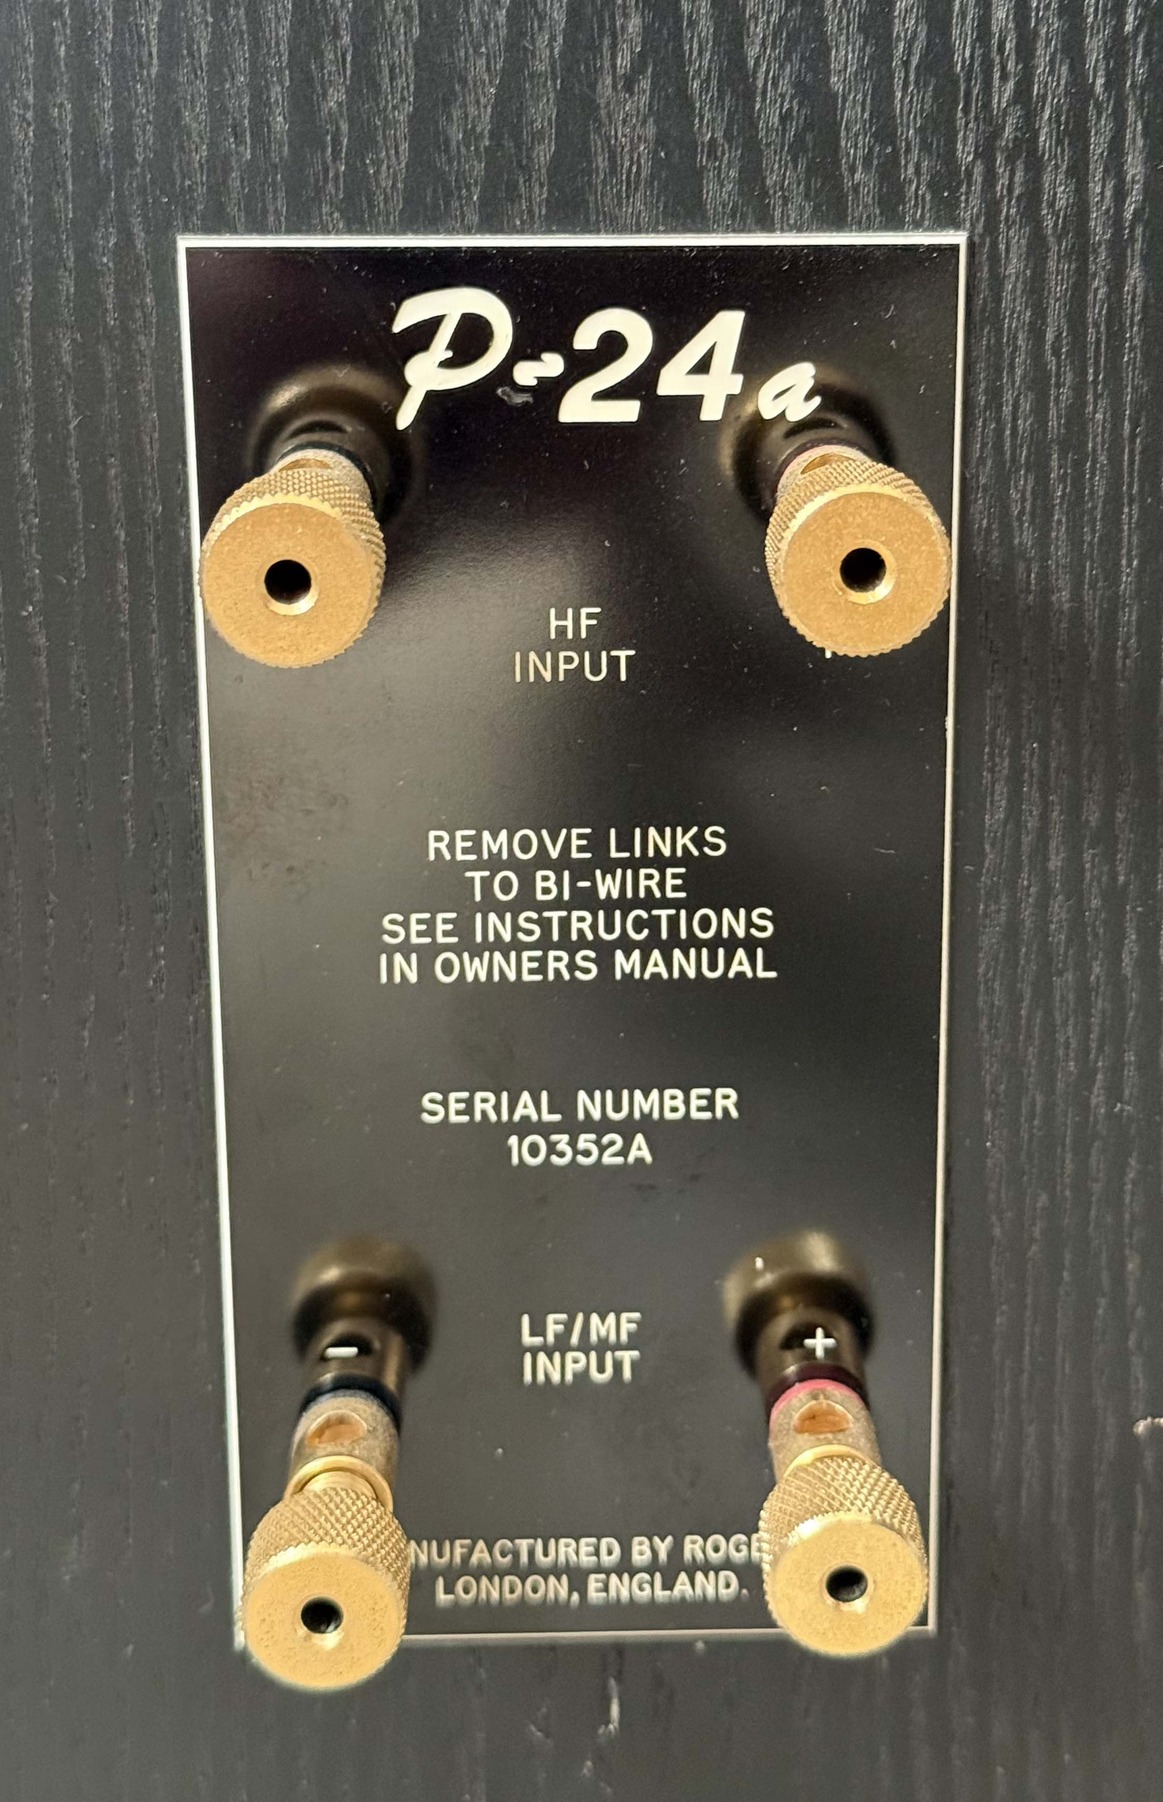 P-24a
HF
INPUT
REMOVE LINKS
TO BI-WIRE
SEE INSTRUCTIONS
IN OWNERS MANUAL
SERIAL NUMBER
10352A
- LF/MF +
INPUT
NUFACTURED BY ROGE
LONDON, ENGLAND.